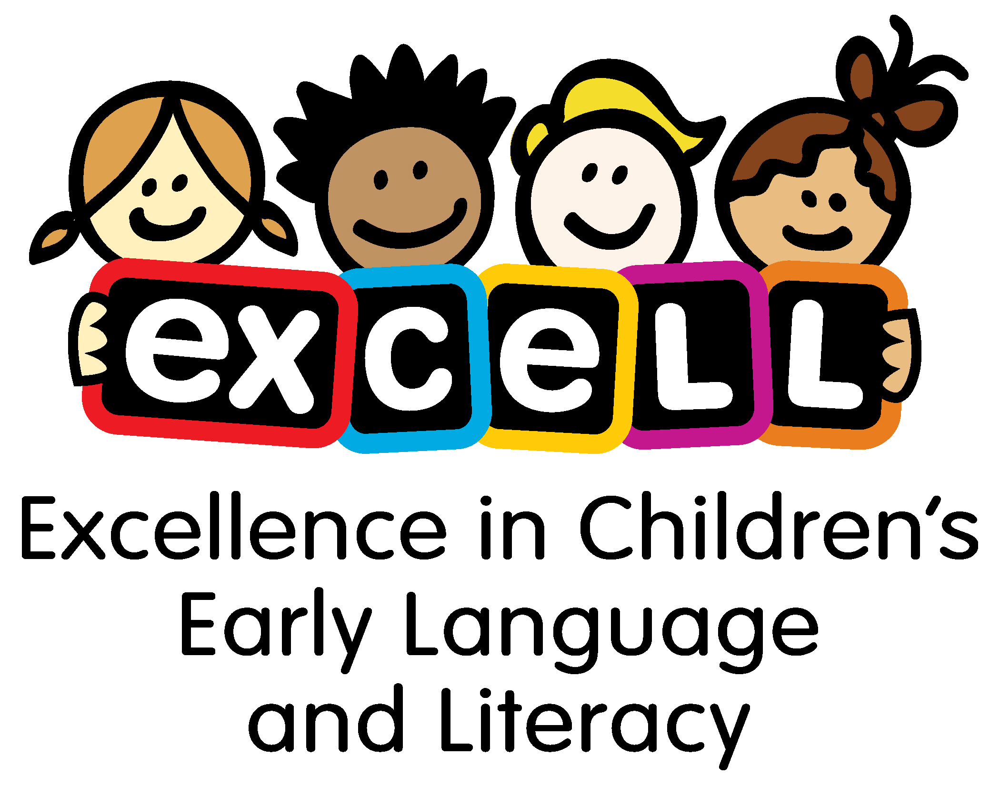 exceLL
Excellence in Children's
Early Language
and Literacy